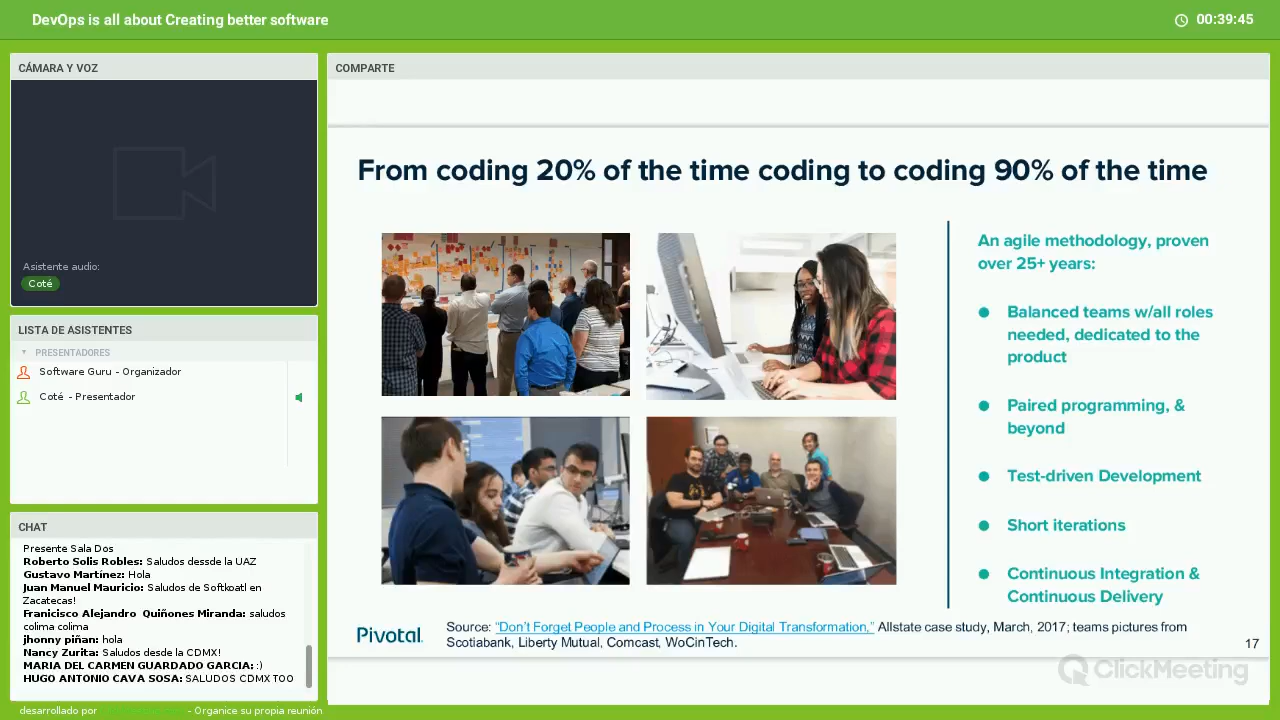 DevOps is all about Creating better software
00:39:45
CÁMARA Y VOZ
Asistente audio:
Coté
LISTA DE ASISTENTES
PRESENTADORES
Software Guru - Organizador
Coté - Presentador
CHAT
Presente Sala Dos
Roberto Solis Robles: Saludos dessde la UAZ
Gustavo Martínez: Hola
Juan Manuel Mauricio: Saludos de Softkoatl en
Zacatecas!
Francicisco Alejandro Quiñones Miranda: saludos
colima colima
jhonny piñan: hola
Nancy Zurita: Saludos desde la CDMX!
MARIA DEL CARMEN GUARDADO GARCIA: :)
HUGO ANTONIO CAVA SOSA: SALUDOS CDMX TOO
desarrollado por
- Organice su propia reunión
COMPARTE
From coding 20% of the time coding to coding 90% of the time
An agile methodology, proven
over 25+ years:
● Balanced teams w/all roles
needed, dedicated to the
product
● Paired programming, &
beyond
● Test-driven Development
● Short iterations
● Continuous Integration &
Continuous Delivery
Pivotal.
Source: “Don’t Forget People and Process in Your Digital Transformation,” Allstate case study, March, 2017; teams pictures from
Scotiabank, Liberty Mutual, Comcast, WoCinTech.
17
ClickMeeting